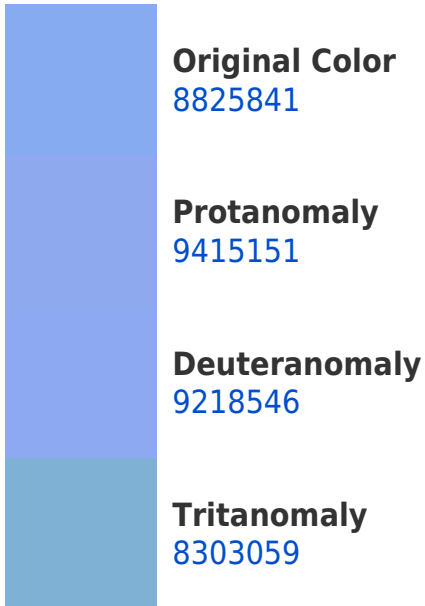 Original Color
8825841
Protanomaly
9415151
Deuteranomaly
9218546
Tritanomaly
8303059